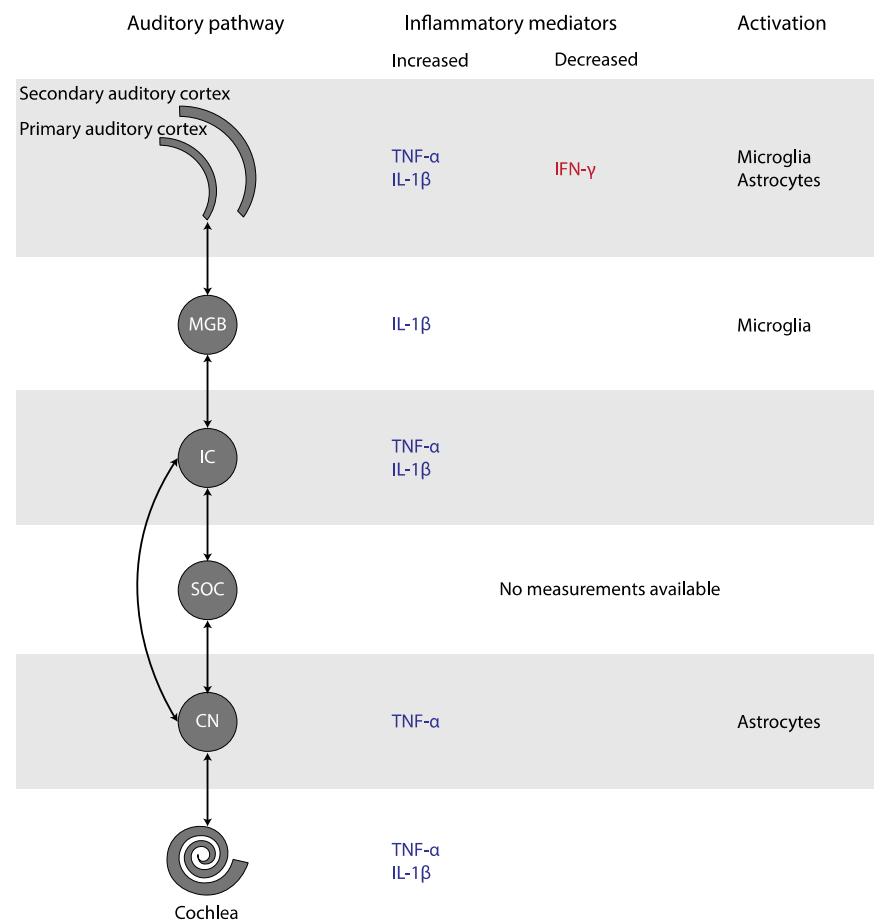 Auditory pathway
Inflammatory mediators
Activation
Increased
Decreased
Secondary auditory cortex
Primary auditory cortex
TNF-α
IL-1β
IFN-γ
Microglia
Astrocytes
MGB
IL-1β
Microglia
IC
TNF-α
IL-1β
SOC
No measurements available
CN
TNF-α
Astrocytes
TNF-α
IL-1β
Cochlea